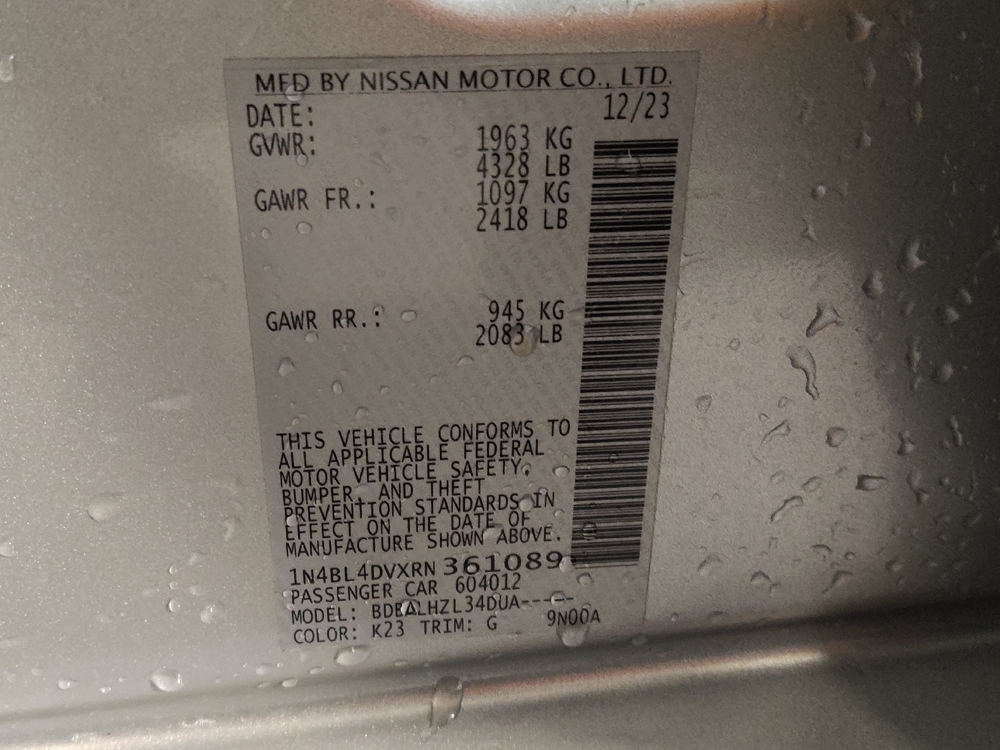 MFD BY NISSAN MOTOR CO., LTD.
DATE: 12/23
GVWR: 1963 KG
4328 LB
GAWR FR.: 1097 KG
2418 LB
GAWR RR.: 945 KG
2083 LB
THIS VEHICLE CONFORMS TO
ALL APPLICABLE FEDERAL
MOTOR VEHICLE SAFETY,
BUMPER, AND THEFT
PREVENTION STANDARDS IN
EFFECT ON THE DATE OF
MANUFACTURE SHOWN ABOVE.
1N4BL4DVXRN361089
PASSENGER CAR 604012
MODEL: BDBALHZL34DUA-----
COLOR: K23 TRIM: G 9N00A